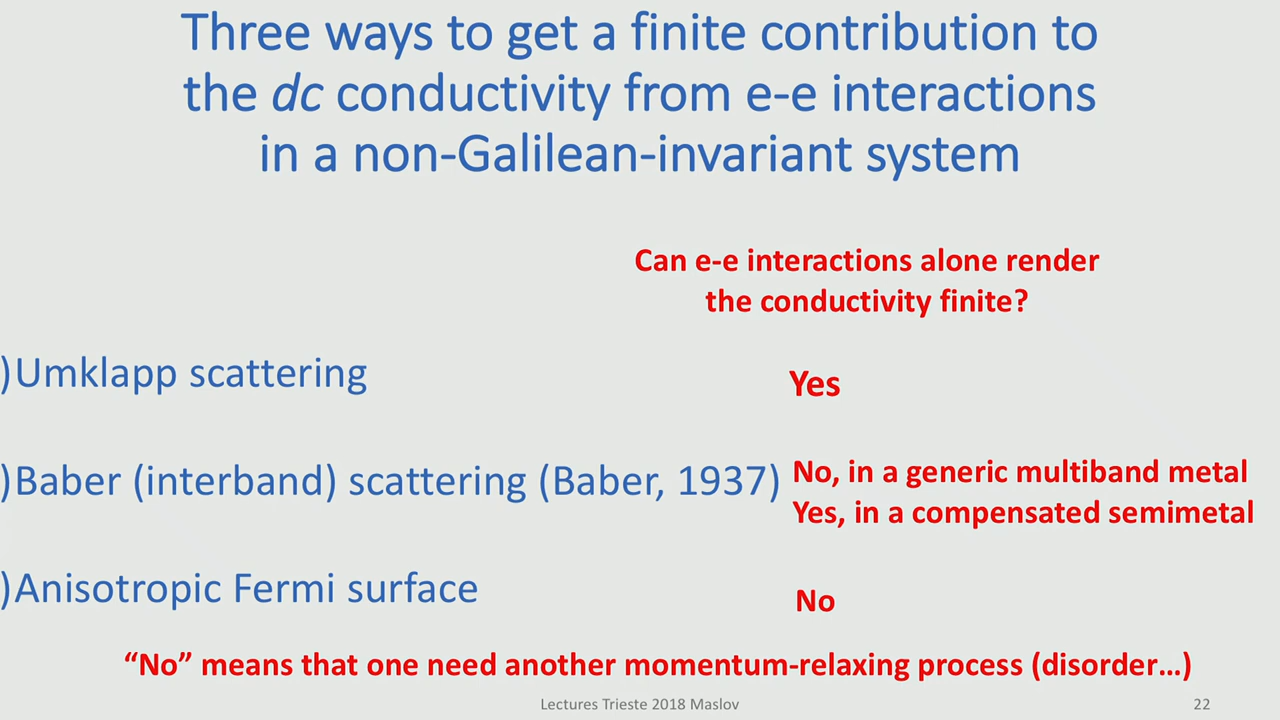 Three ways to get a finite contribution to
the dc conductivity from e-e interactions
in a non-Galilean-invariant system
Can e-e interactions alone render
the conductivity finite?
)Umklapp scattering
Yes
)Baber (interband) scattering (Baber, 1937)
No, in a generic multiband metal
Yes, in a compensated semimetal
)Anisotropic Fermi surface
No
“No” means that one need another momentum-relaxing process (disorder…)
Lectures Trieste 2018 Maslov
22